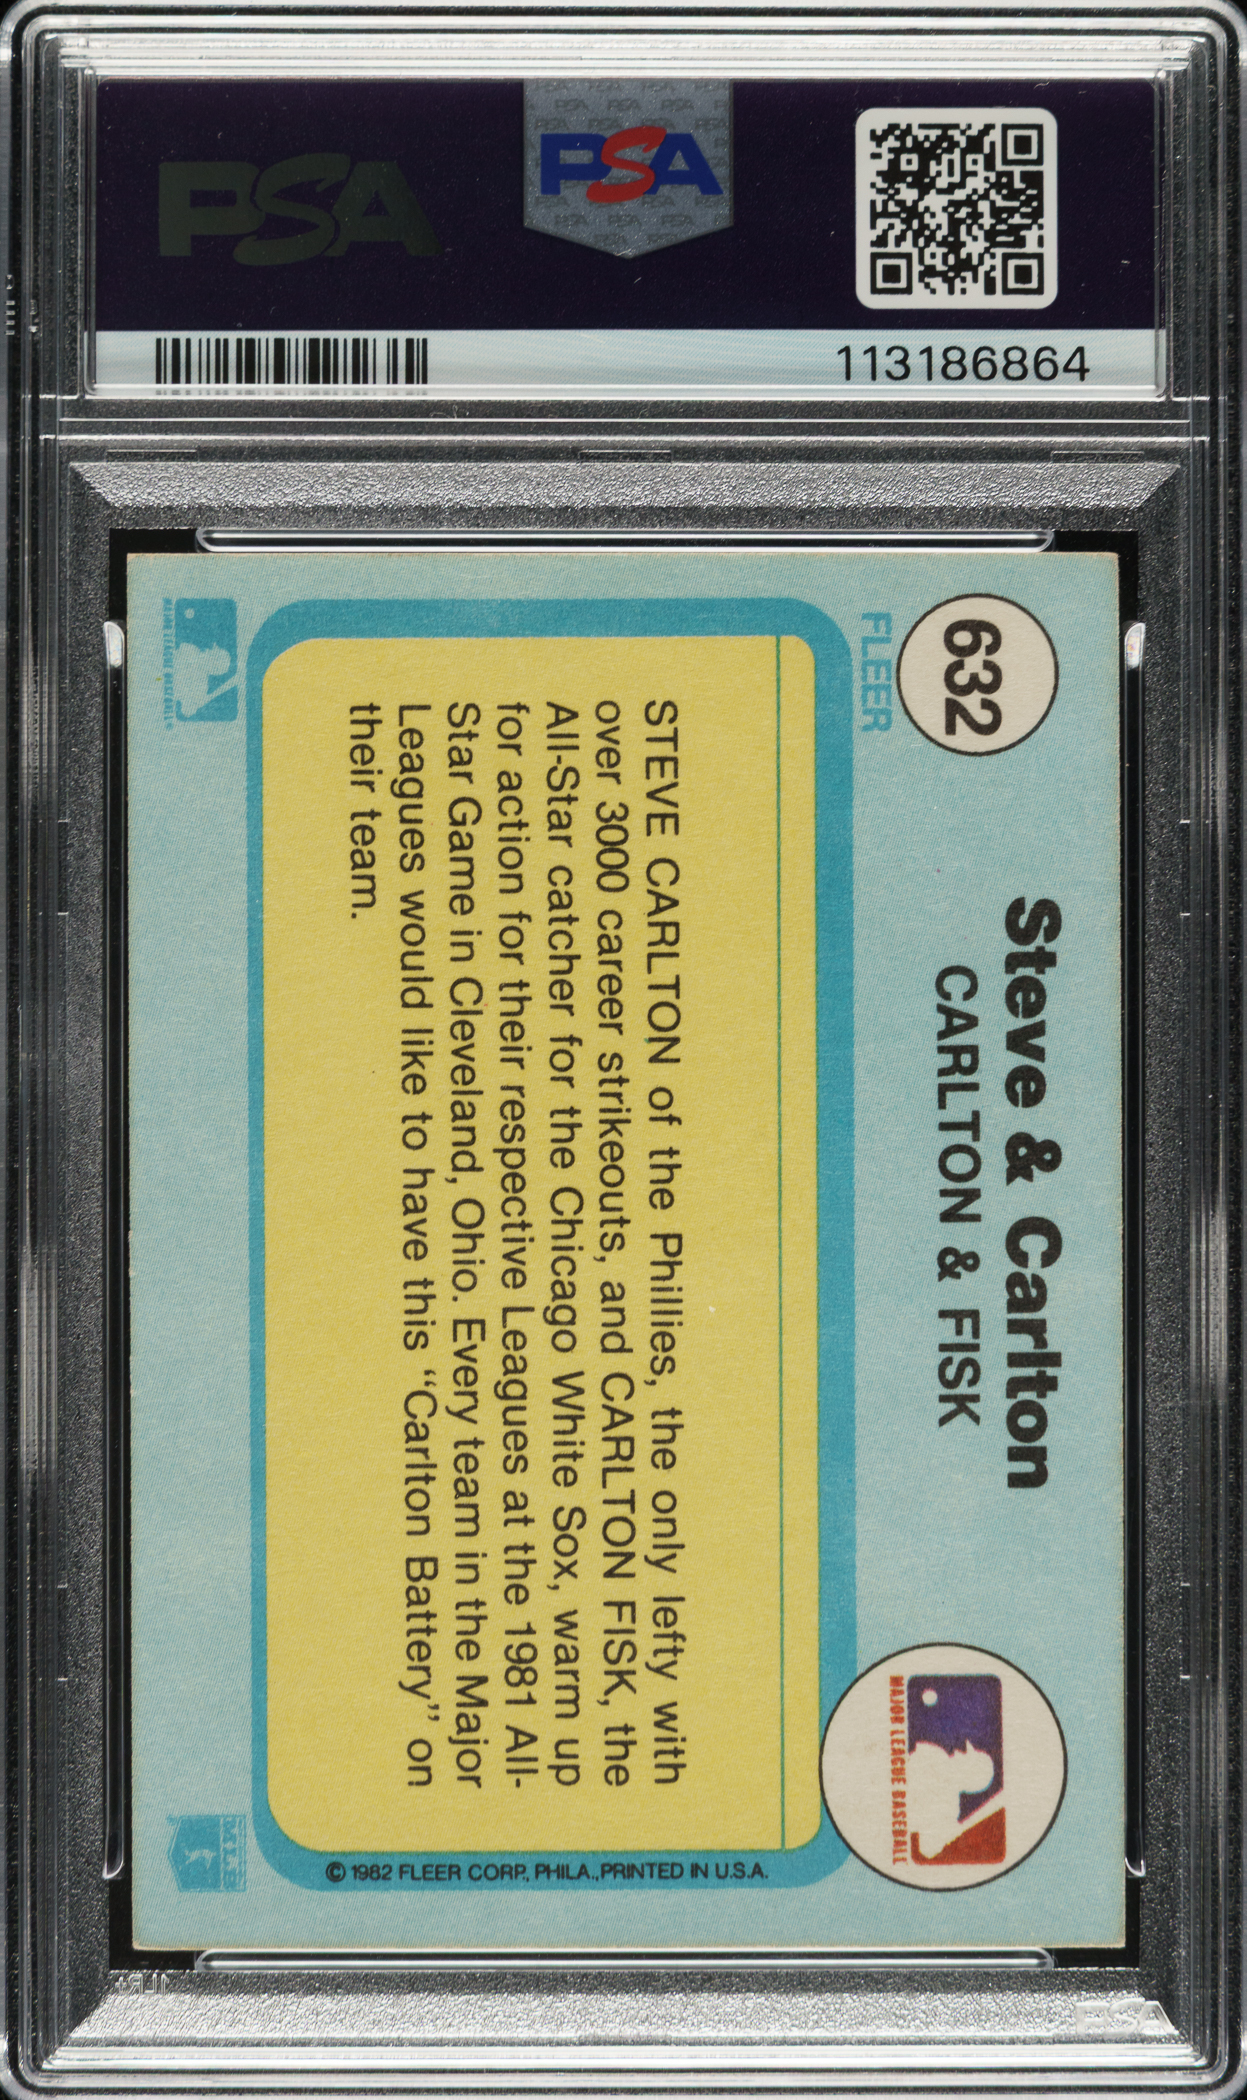 PSA
PSA
113186864
632
FLEER
Steve & Carlton
CARLTON & FISK
MAJOR LEAGUE BASEBALL
STEVE CARLTON of the Phillies, the only lefty with
over 3000 career strikeouts, and CARLTON FISK, the
All-Star catcher for the Chicago White Sox, warm up
for action for their respective Leagues at the 1981 All-
Star Game in Cleveland, Ohio. Every team in the Major
Leagues would like to have this “Carlton Battery” on
their team.
© 1982 FLEER CORP., PHILA., PRINTED IN U.S.A.
MAJOR LEAGUE BASEBALL
PSA